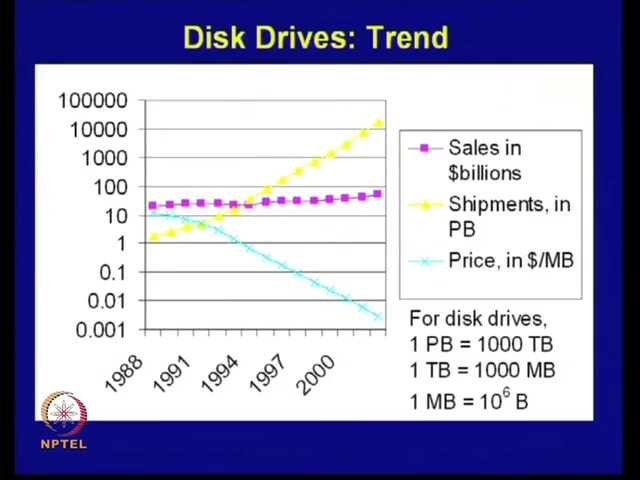 Disk Drives: Trend
100000
10000
1000
100
10
1
0.1
0.01
0.001
1988
1991
1994
1997
2000
Sales in
$billions
Shipments, in
PB
Price, in $/MB
For disk drives,
1 PB = 1000 TB
1 TB = 1000 MB
1 MB = 10⁶ B
NPTEL